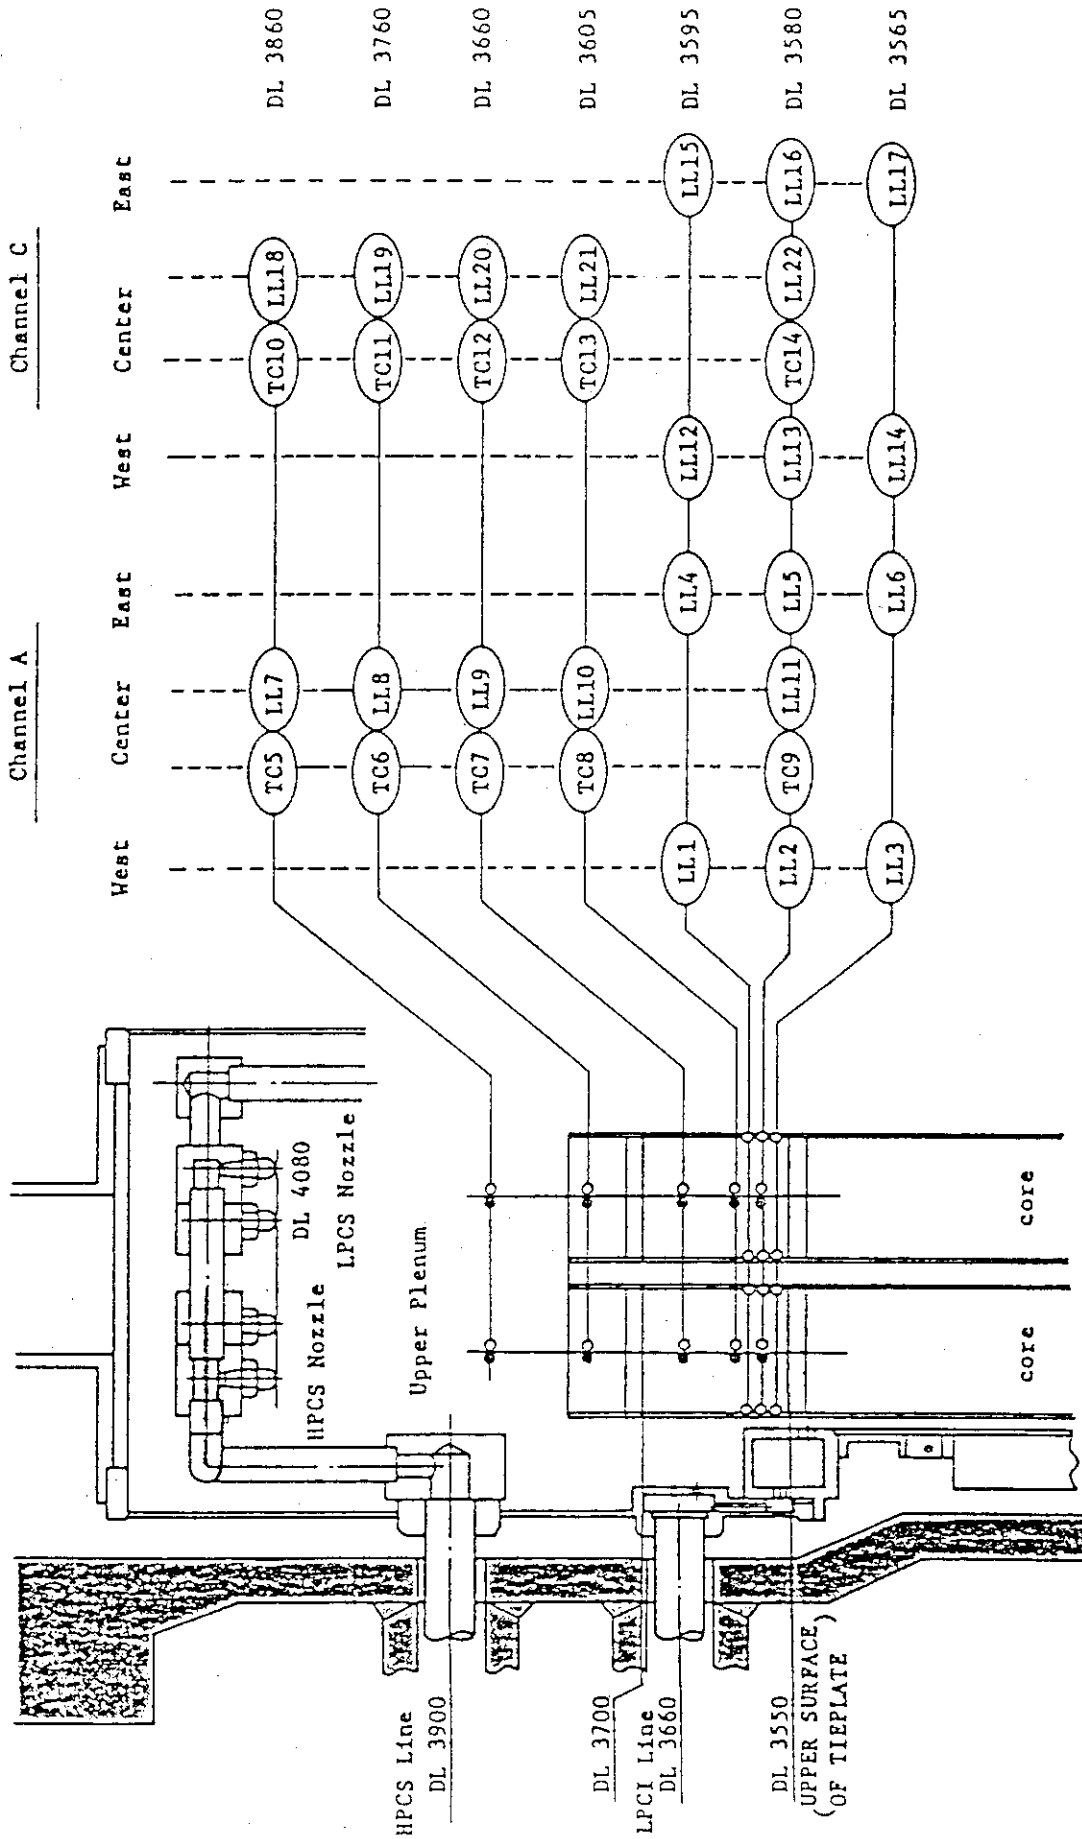 Channel A
Channel C
West
Center
East
West
Center
East
TC5 LL7 TC10 LL18 DL 3860
TC6 LL8 TC11 LL19 DL 3760
TC7 LL9 TC12 LL20 DL 3660
TC8 LL10 TC13 LL21 DL 3605
LL1 LL4 LL12 LL15 DL 3595
LL2 TC9 LL11 LL5 LL13 TC14 LL22 LL16 DL 3580
LL3 LL6 LL14 LL17 DL 3565
DL 4080
HPCS Nozzle
LPCS Nozzle
Upper Plenum
HPCS Line
DL 3900
DL 3700
LPCI Line
DL 3660
DL 3550
(UPPER SURFACE
OF TIEPLATE)
core
core